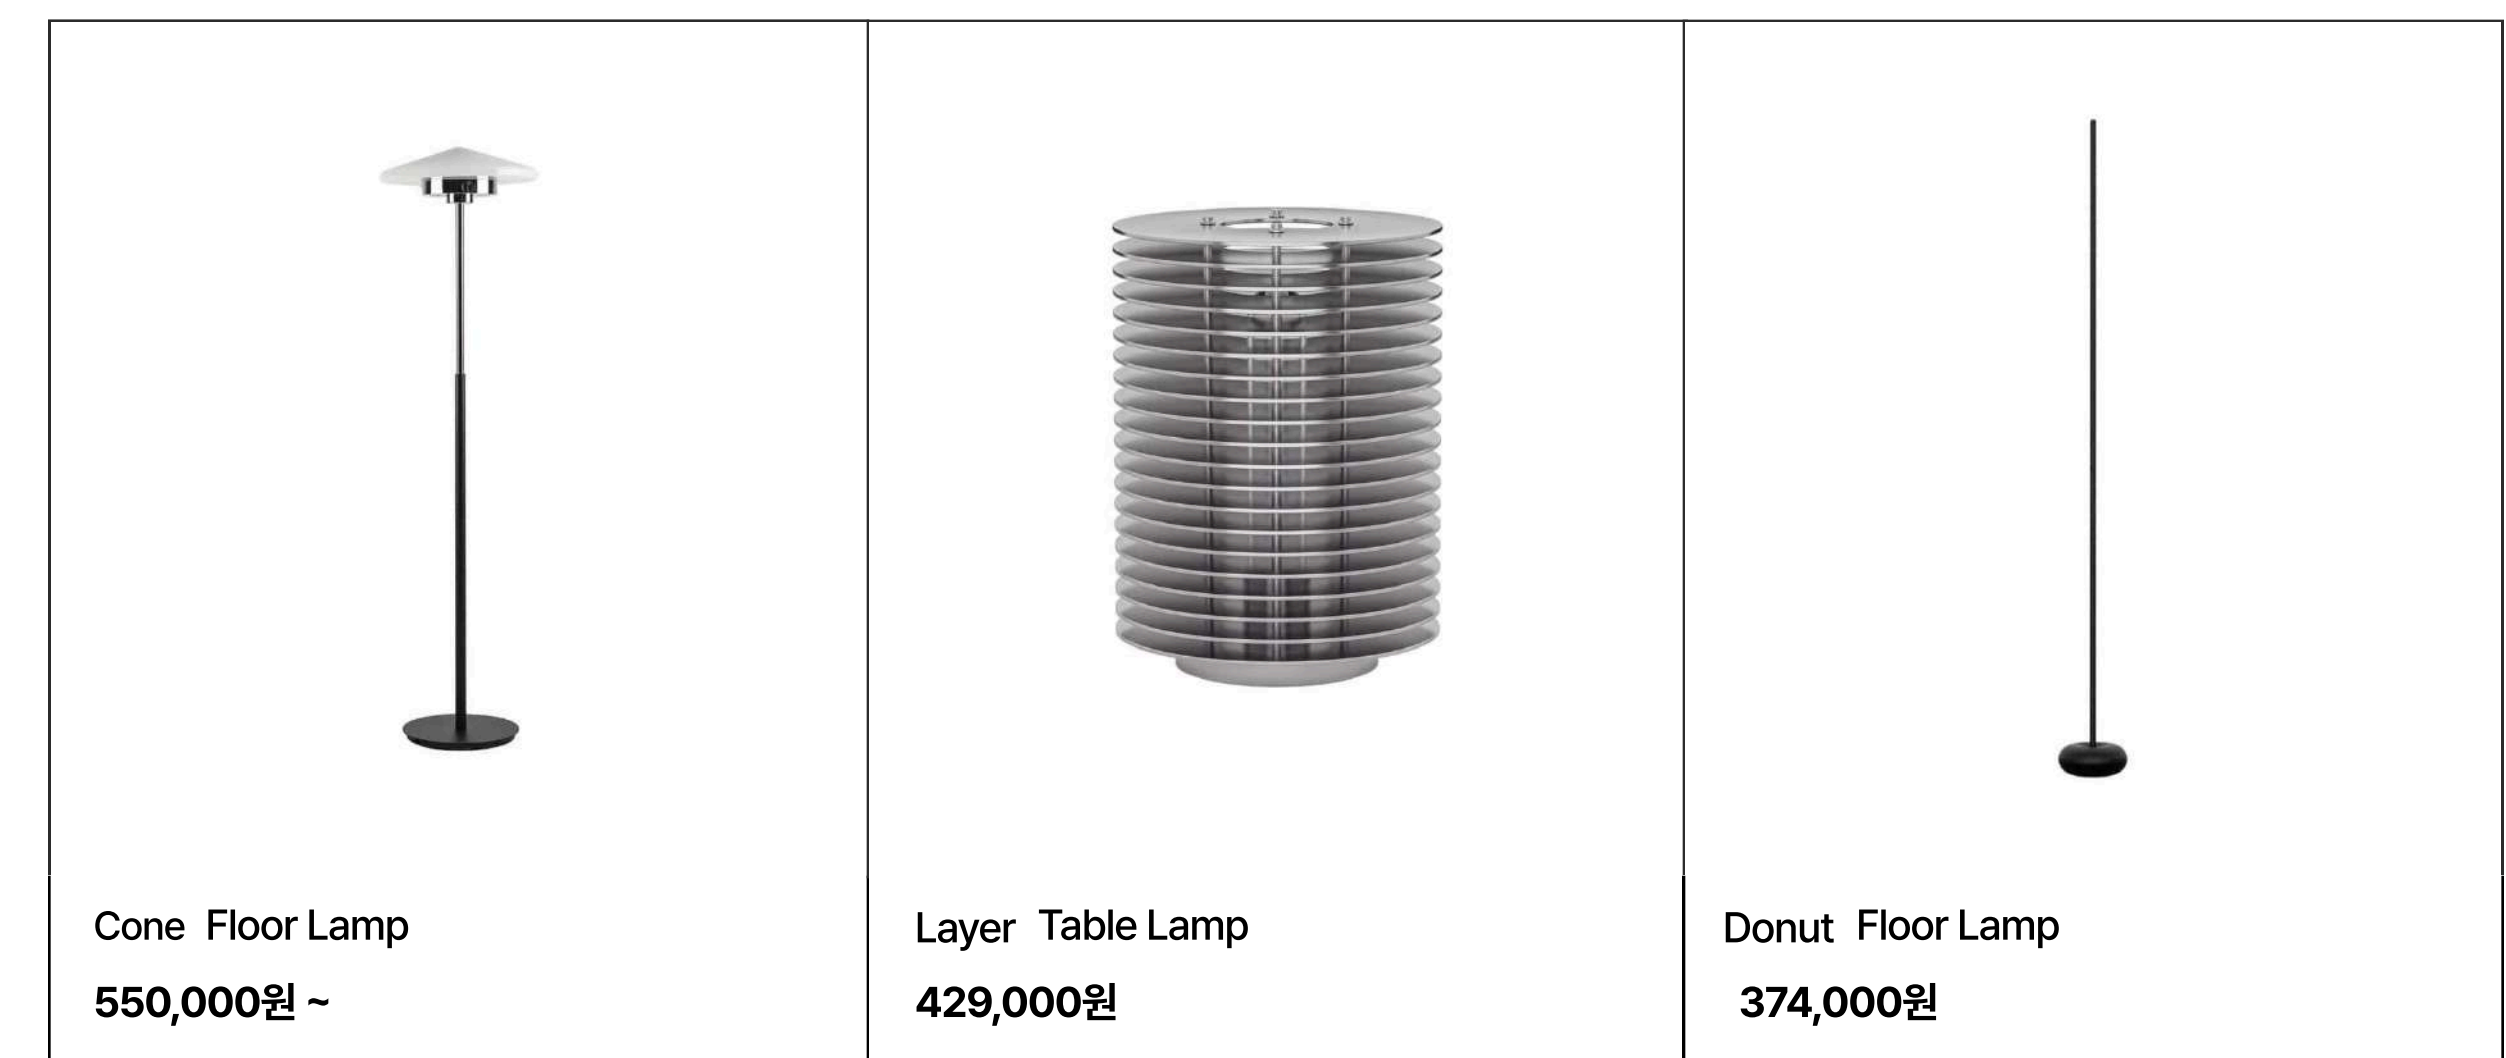 Cone Floor Lamp
550,000원 ~
Layer Table Lamp
429,000원
Donut Floor Lamp
374,000원